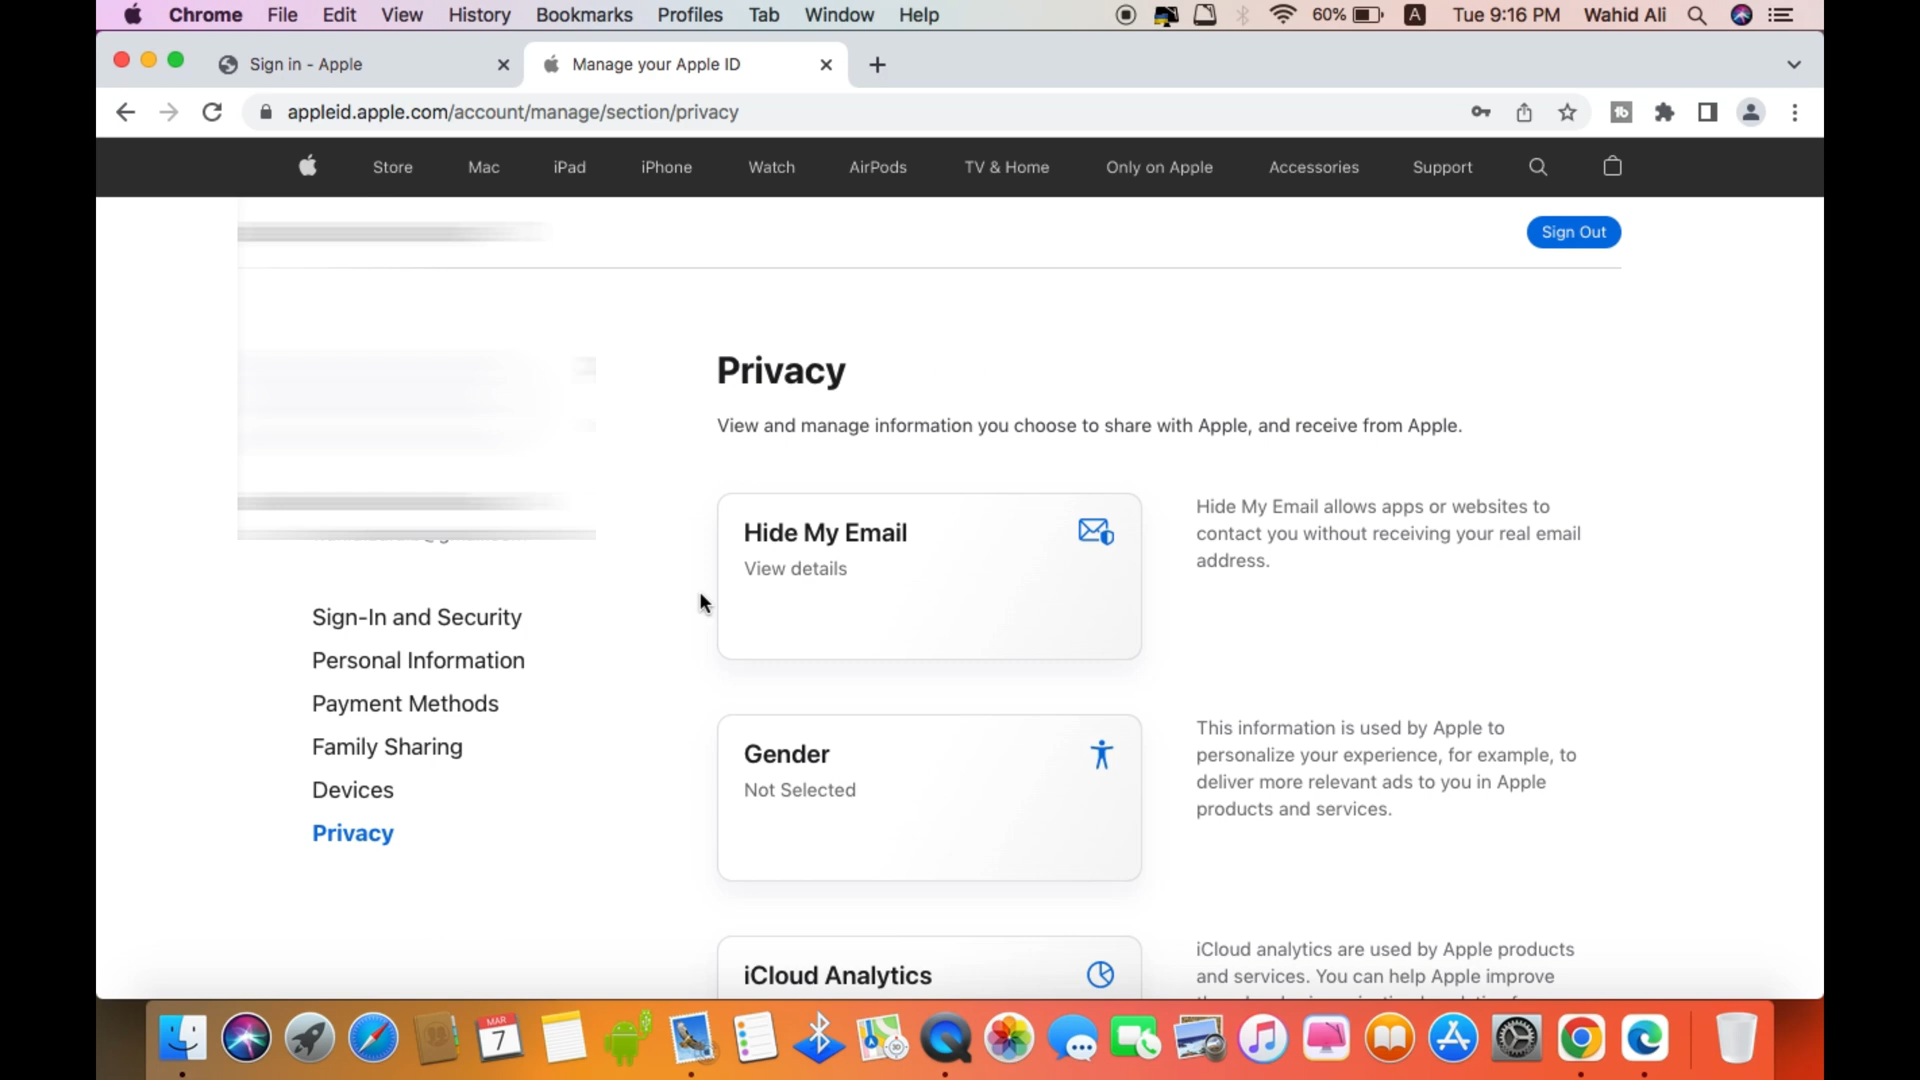 Chrome File Edit View History Bookmarks Profiles Tab Window Help 60% A Tue 9:16 PM Wahid Ali
Sign in - Apple Manage your Apple ID
appleid.apple.com/account/manage/section/privacy
Store Mac iPad iPhone Watch AirPods TV & Home Only on Apple Accessories Support
Sign Out
Privacy
View and manage information you choose to share with Apple, and receive from Apple.
Hide My Email
View details
Hide My Email allows apps or websites to
contact you without receiving your real email
address.
Sign-In and Security
Personal Information
Payment Methods
Family Sharing
Devices
Privacy
Gender
Not Selected
This information is used by Apple to
personalize your experience, for example, to
deliver more relevant ads to you in Apple
products and services.
iCloud Analytics
iCloud analytics are used by Apple products
and services. You can help Apple improve
MAR
7